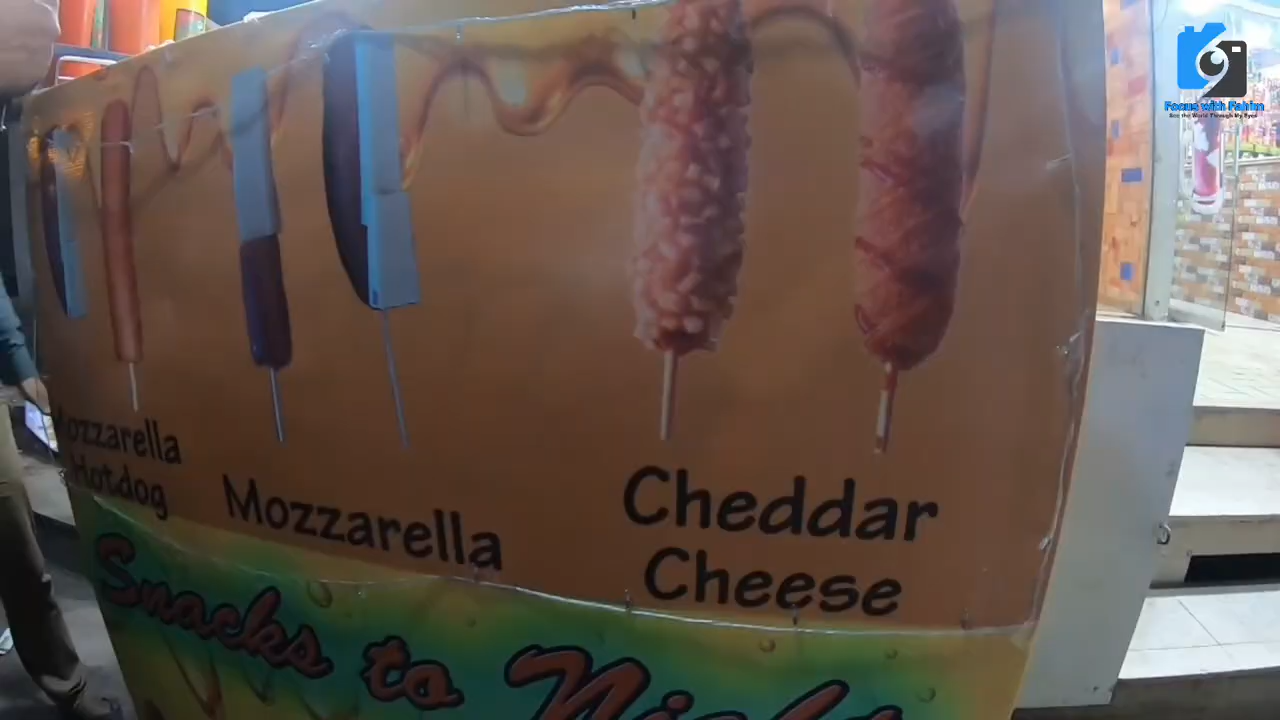 Focus with Fahim
See the World Through My Eyes
Mozzarella
Hotdog
Mozzarella
Cheddar
Cheese
Snacks to